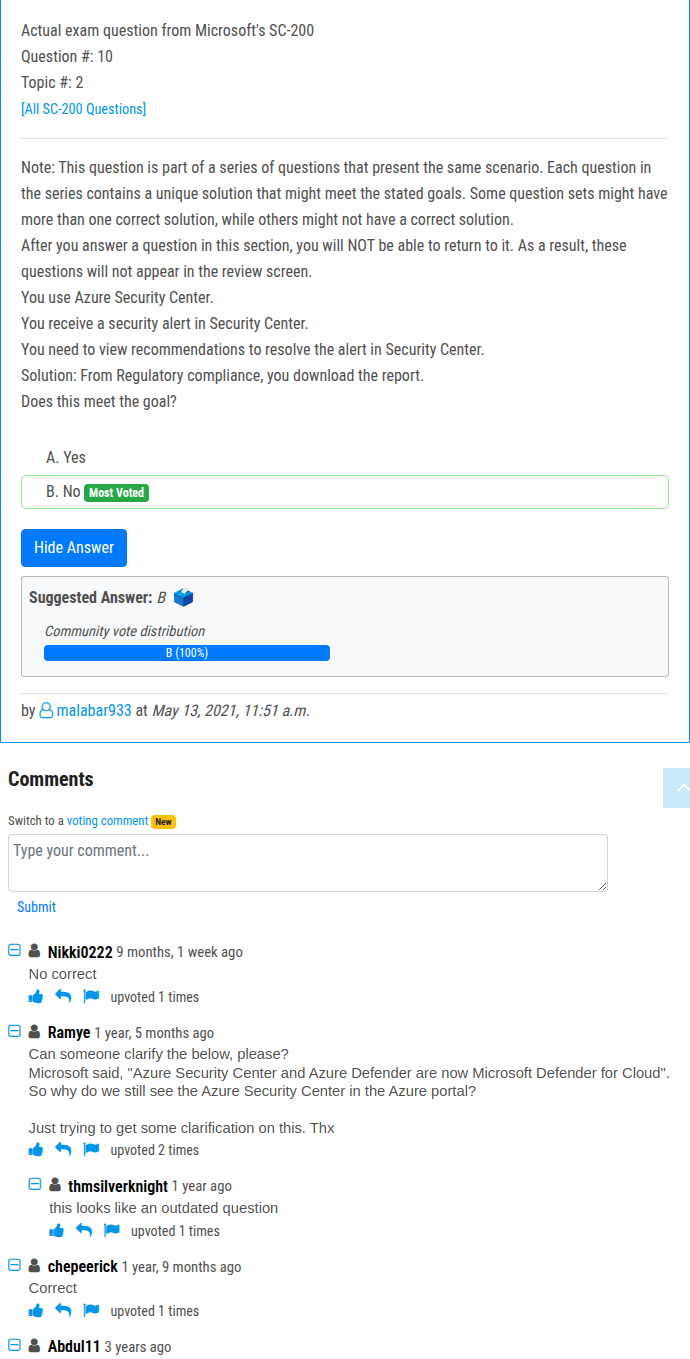 Actual exam question from Microsoft's SC-200
Question #: 10
Topic #: 2
[All SC-200 Questions]
Note: This question is part of a series of questions that present the same scenario. Each question in
the series contains a unique solution that might meet the stated goals. Some question sets might have
more than one correct solution, while others might not have a correct solution.
After you answer a question in this section, you will NOT be able to return to it. As a result, these
questions will not appear in the review screen.
You use Azure Security Center.
You receive a security alert in Security Center.
You need to view recommendations to resolve the alert in Security Center.
Solution: From Regulatory compliance, you download the report.
Does this meet the goal?
A. Yes
B. No Most Voted
Hide Answer
Suggested Answer: B
Community vote distribution
B (100%)
by malabar933 at May 13, 2021, 11:51 a.m.
Comments
Switch to a voting comment New
Type your comment...
Submit
Nikki0222 9 months, 1 week ago
No correct
upvoted 1 times
Ramye 1 year, 5 months ago
Can someone clarify the below, please?
Microsoft said, "Azure Security Center and Azure Defender are now Microsoft Defender for Cloud".
So why do we still see the Azure Security Center in the Azure portal?
Just trying to get some clarification on this. Thx
upvoted 2 times
thmsilverknight 1 year ago
this looks like an outdated question
upvoted 1 times
chepeerick 1 year, 9 months ago
Correct
upvoted 1 times
Abdul11 3 years ago